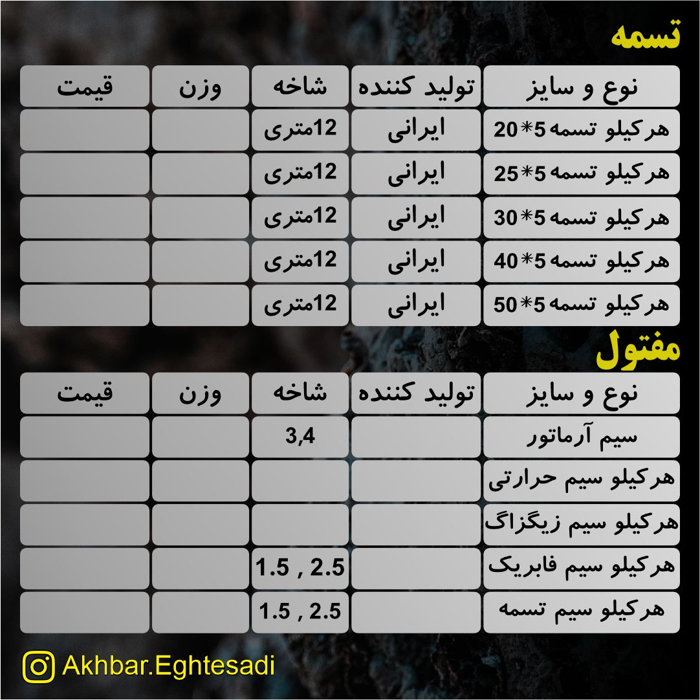 تسمه
نوع و سایز تولید کننده شاخه وزن قیمت
هرکیلو تسمه 5*20 ایرانی 12متری
هرکیلو تسمه 5*25 ایرانی 12متری
هرکیلو تسمه 5*30 ایرانی 12متری
هرکیلو تسمه 5*40 ایرانی 12متری
هرکیلو تسمه 5*50 ایرانی 12متری
مفتول
نوع و سایز تولید کننده شاخه وزن قیمت
سیم آرماتور 3,4
هرکیلو سیم حرارتی
هرکیلو سیم زیگزاگ
هرکیلو سیم فابریک 1.5 , 2.5
هرکیلو سیم تسمه 1.5 , 2.5
Akhbar.Eghtesadi